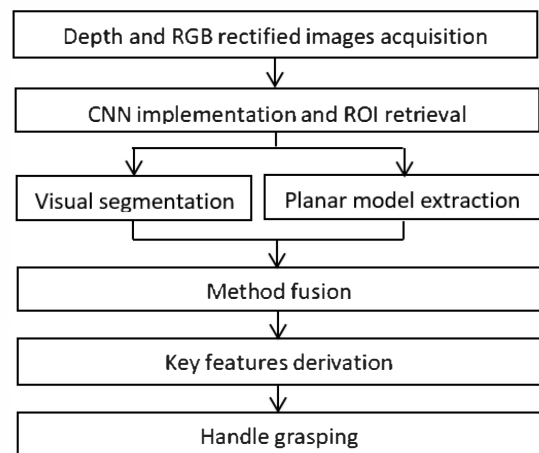 Depth and RGB rectified images acquisition
CNN implementation and ROI retrieval
Visual segmentation
Planar model extraction
Method fusion
Key features derivation
Handle grasping